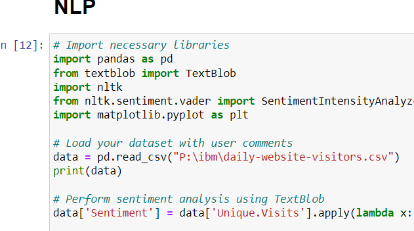 NLP
n [12]:
# Import necessary libraries
import pandas as pd
from textblob import TextBlob
import nltk
from nltk.sentiment.vader import SentimentIntensityAnalyz
import matplotlib.pyplot as plt
# Load your dataset with user comments
data = pd.read_csv("P:\ibm\daily-website-visitors.csv")
print(data)
# Perform sentiment analysis using TextBlob
data['Sentiment'] = data['Unique.Visits'].apply(lambda x: